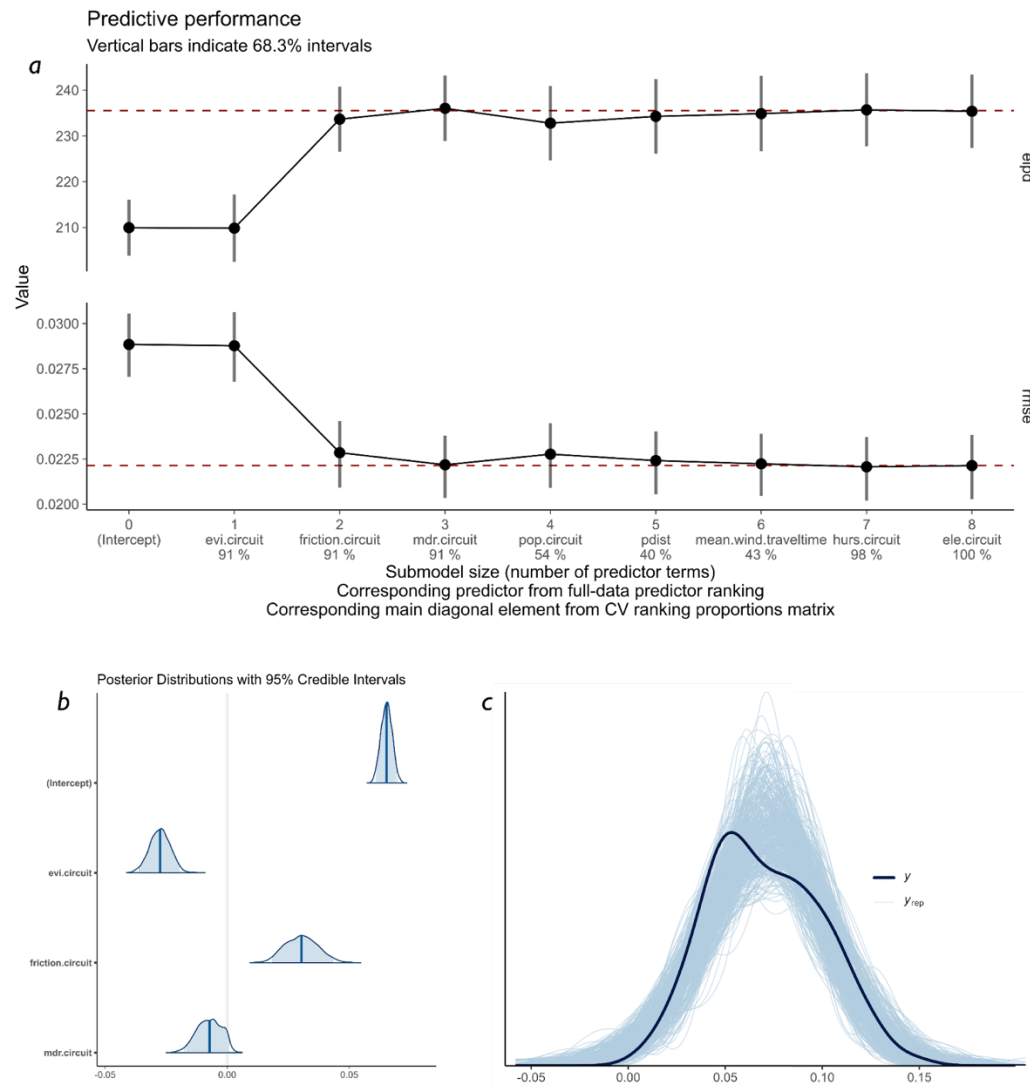 Predictive performance
Vertical bars indicate 68.3% intervals
a
240
230
220
210
elpd
Value
0.0300
0.0275
0.0250
0.0225
0.0200
rmse
0 1 2 3 4 5 6 7 8
(Intercept) evi.circuit friction.circuit mdr.circuit pop.circuit pdist mean.wind.traveltime hurs.circuit ele.circuit
91 % 91 % 91 % 54 % 40 % 43 % 98 % 100 %
Submodel size (number of predictor terms)
Corresponding predictor from full-data predictor ranking
Corresponding main diagonal element from CV ranking proportions matrix
Posterior Distributions with 95% Credible Intervals
b
(Intercept)
evi.circuit
friction.circuit
mdr.circuit
-0.05 0.00 0.05
c
y
y rep
-0.05 0.00 0.05 0.10 0.15